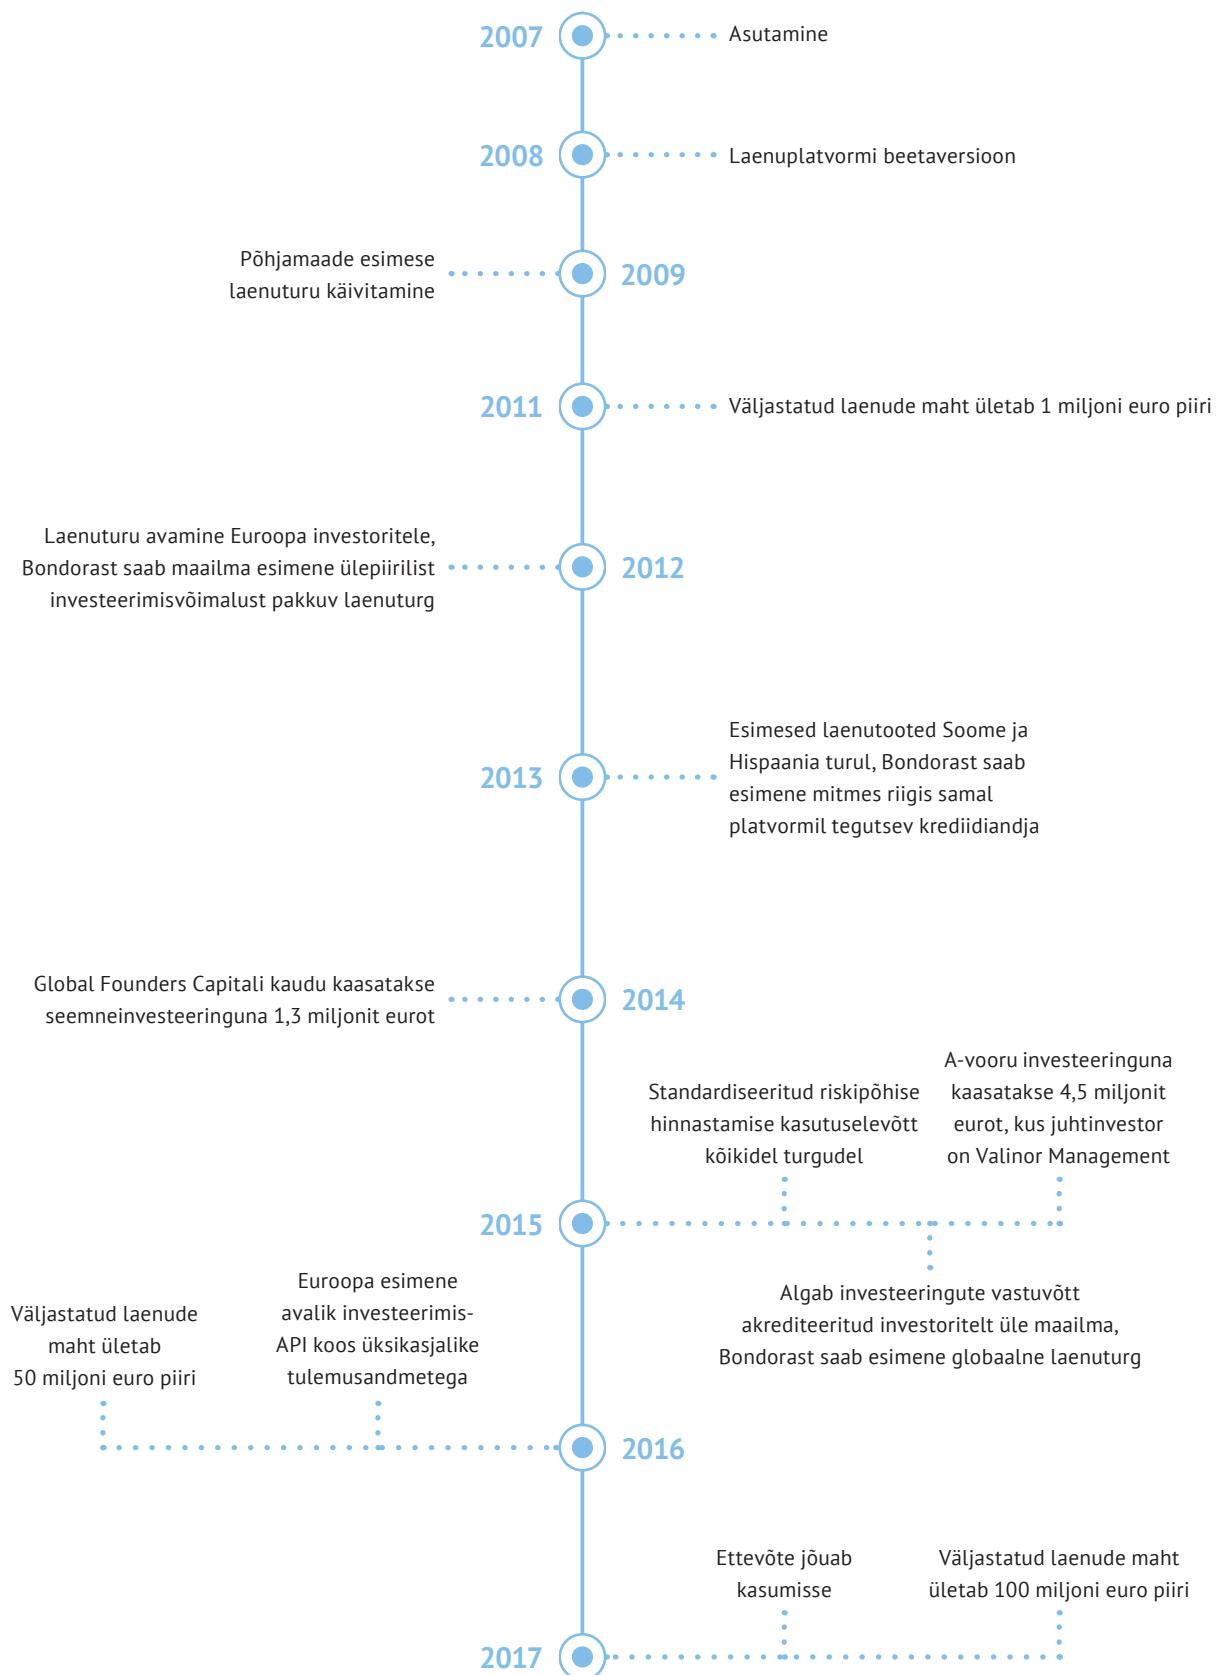 2007
Asutamine
2008
Laenuplatvormi beetaversioon
Põhjamaade esimese
laenuturu käivitamine
2009
2011
Väljastatud laenude maht ületab 1 miljoni euro piiri
Laenuturu avamine Euroopa investoritele,
Bondorast saab maailma esimene ülepiirilist
investeerimisvõimalust pakkuv laenuturg
2012
2013
Esimesed laenutooted Soome ja
Hispaania turul, Bondorast saab
esimene mitmes riigis samal
platvormil tegutsev krediidiandja
Global Founders Capitali kaudu kaasatakse
seemneinvesteeringuna 1,3 miljonit eurot
2014
Standardiseeritud riskipõhise
hinnastamise kasutuselevõtt
kõikidel turgudel
A-vooru investeeringuna
kaasatakse 4,5 miljonit
eurot, kus juhtinvestor
on Valinor Management
2015
Algab investeeringute vastuvõtt
akrediteeritud investoritelt üle maailma,
Bondorast saab esimene globaalne laenuturg
Väljastatud laenude
maht ületab
50 miljoni euro piiri
Euroopa esimene
avalik investeerimis-
API koos üksikasjalike
tulemusandmetega
2016
Ettevõte jõuab
kasumisse
Väljastatud laenude maht
ületab 100 miljoni euro piiri
2017